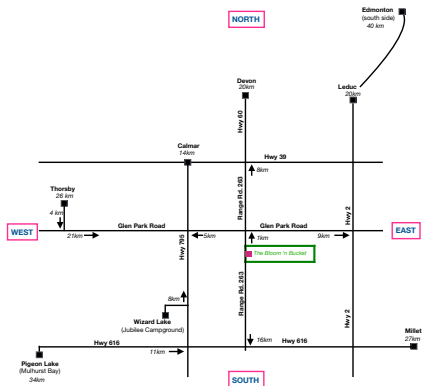 NORTH
Edmonton
(south side)
40 km
Devon
20km
Leduc
20km
Hwy 60
Calmar
14km
Hwy 39
8km
Thorsby
26 km
4 km
Range Rd. 263
Hwy 2
WEST
Glen Park Road
Glen Park Road
EAST
21km
5km
1km
9km
Hwy 795
The Bloom 'n Bucket
8km
Range Rd. 263
Hwy 2
Wizard Lake
(Jubilee Campground)
Hwy 616
16km
Hwy 616
Millet
27km
11km
Pigeon Lake
(Mulhurst Bay)
34km
SOUTH